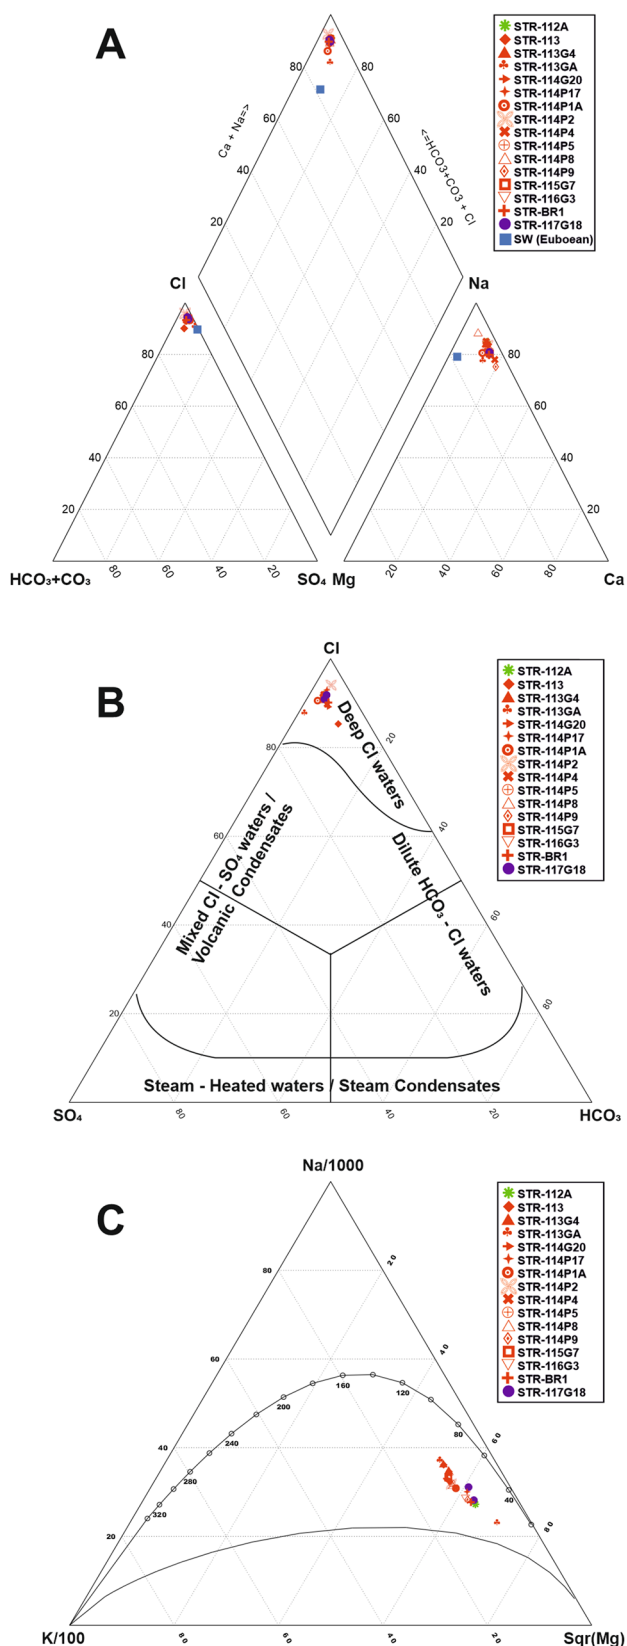 A
80
80
60
60
40
40
20
20
Ca + Na=>
<=HCO3+CO3 + Cl
STR-112A
STR-113
STR-113G4
STR-113GA
STR-114G20
STR-114P17
STR-114P1A
STR-114P2
STR-114P4
STR-114P5
STR-114P8
STR-114P9
STR-115G7
STR-116G3
STR-BR1
STR-117G18
SW (Euboean)
Cl
Na
80
80
60
60
40
40
20
20
80
60
40
20
20
40
60
80
HCO₃+CO₃
SO₄
Mg
Ca
B
Cl
STR-112A
STR-113
STR-113G4
STR-113GA
STR-114G20
STR-114P17
STR-114P1A
STR-114P2
STR-114P4
STR-114P5
STR-114P8
STR-114P9
STR-115G7
STR-116G3
STR-BR1
STR-117G18
80
20
60
40
40
60
20
80
Deep Cl waters
Mixed Cl - SO₄ waters /
Volcanic Condensates
Dilute HCO₃ - Cl waters
Steam - Heated waters / Steam Condensates
SO₄
80
60
40
20
HCO₃
C
Na/1000
STR-112A
STR-113
STR-113G4
STR-113GA
STR-114G20
STR-114P17
STR-114P1A
STR-114P2
STR-114P4
STR-114P5
STR-114P8
STR-114P9
STR-115G7
STR-116G3
STR-BR1
STR-117G18
80
20
60
40
160
120
200
80
240
60
40
280
40
320
20
80
K/100
80
60
40
20
Sqr(Mg)